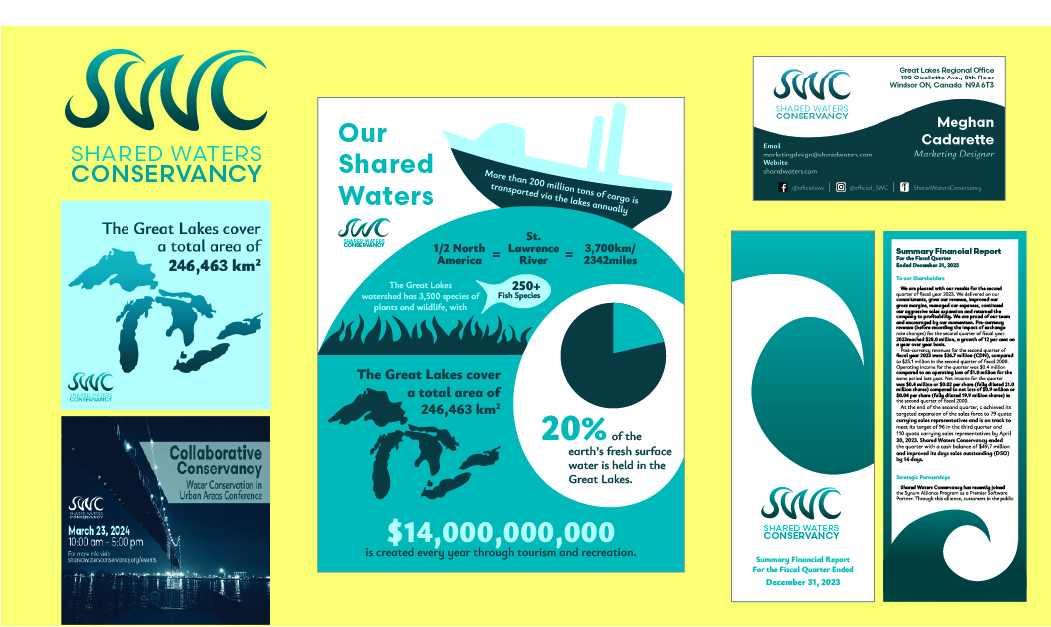 SWC
SHARED WATERS
CONSERVANCY
The Great Lakes cover
a total area of
246,463 km²
SWC
SHARED WATERS
CONSERVANCY
Collaborative
Conservancy
Water Conservation in
Urban Areas Conference
SWC
SHARED WATERS
CONSERVANCY
March 23, 2024
10:00 am - 5:00 pm
For more info visit
sharedwatersconservancy.org/events
Our
Shared
Waters
SWC
SHARED WATERS
CONSERVANCY
More than 200 million tons of cargo is
transported via the lakes annually
1/2 North
America
=
St.
Lawrence
River
=
3,700km/
2342miles
The Great Lakes
watershed has 3,500 species of
plants and wildlife, with
250+
Fish Species
The Great Lakes cover
a total area of
246,463 km²
20% of the
earth's fresh surface
water is held in the
Great Lakes.
$14,000,000,000
is created every year through tourism and recreation.
SWC
SHARED WATERS
CONSERVANCY
Great Lakes Regional Office
Windsor ON, Canada N9A 6T3
Meghan
Cadarette
Marketing Designer
Email
marketingdesign@sharedwaters.com
Website
sharedwaters.com
@officialswc
@official_SWC
SharedWatersConservancy
SWC
SHARED WATERS
CONSERVANCY
Summary Financial Report
For the Fiscal Quarter Ended
December 31, 2023
Summary Financial Report
For the Fiscal Quarter
Ended December 31, 2023
To our Shareholders
We are pleased with our results for the second
quarter of fiscal year 2023. We delivered on our
commitments, grew our revenue, improved our
gross margins, managed our expenses, continued
our aggressive sales expansion and returned the
company to profitability. We are proud of our team
and encouraged by our momentum. Pro-currency
revenue (before recording the impact of exchange
rate changes) for the second quarter of fiscal year
2023reached $28.0 million, a growth of 12 per cent on
a year over year basis.
Post-currency revenues for the second quarter of
fiscal year 2023 were $26.7 million (CDN), compared
to $25.1 million in the second quarter of fiscal 2000.
Operating income for the quarter was $0.4 million
compared to an operating loss of $1.0 million for the
same period last year. Net income for the quarter
was $0.4 million or $0.02 per share (fully diluted 21.0
million shares) compared to net loss of $0.9 million or
$0.04 per share (fully diluted 19.9 million shares) in
the second quarter of fiscal 2000.
At the end of the second quarter, c achieved its
targeted expansion of the sales force to 79 quota
carrying sales representatives and is on track to
meet its target of 96 in the third quarter and
110 quota carrying sales representatives by April
30, 2023. Shared Waters Conservancy ended
the quarter with a cash balance of $49.7 million
and improved its days sales outstanding (DSO)
by 14 days.
Strategic Partnerships
Shared Waters Conservancy has recently joined
the Synium Alliance Program as a Premier Software
Partner. Through this alliance, customers in the public